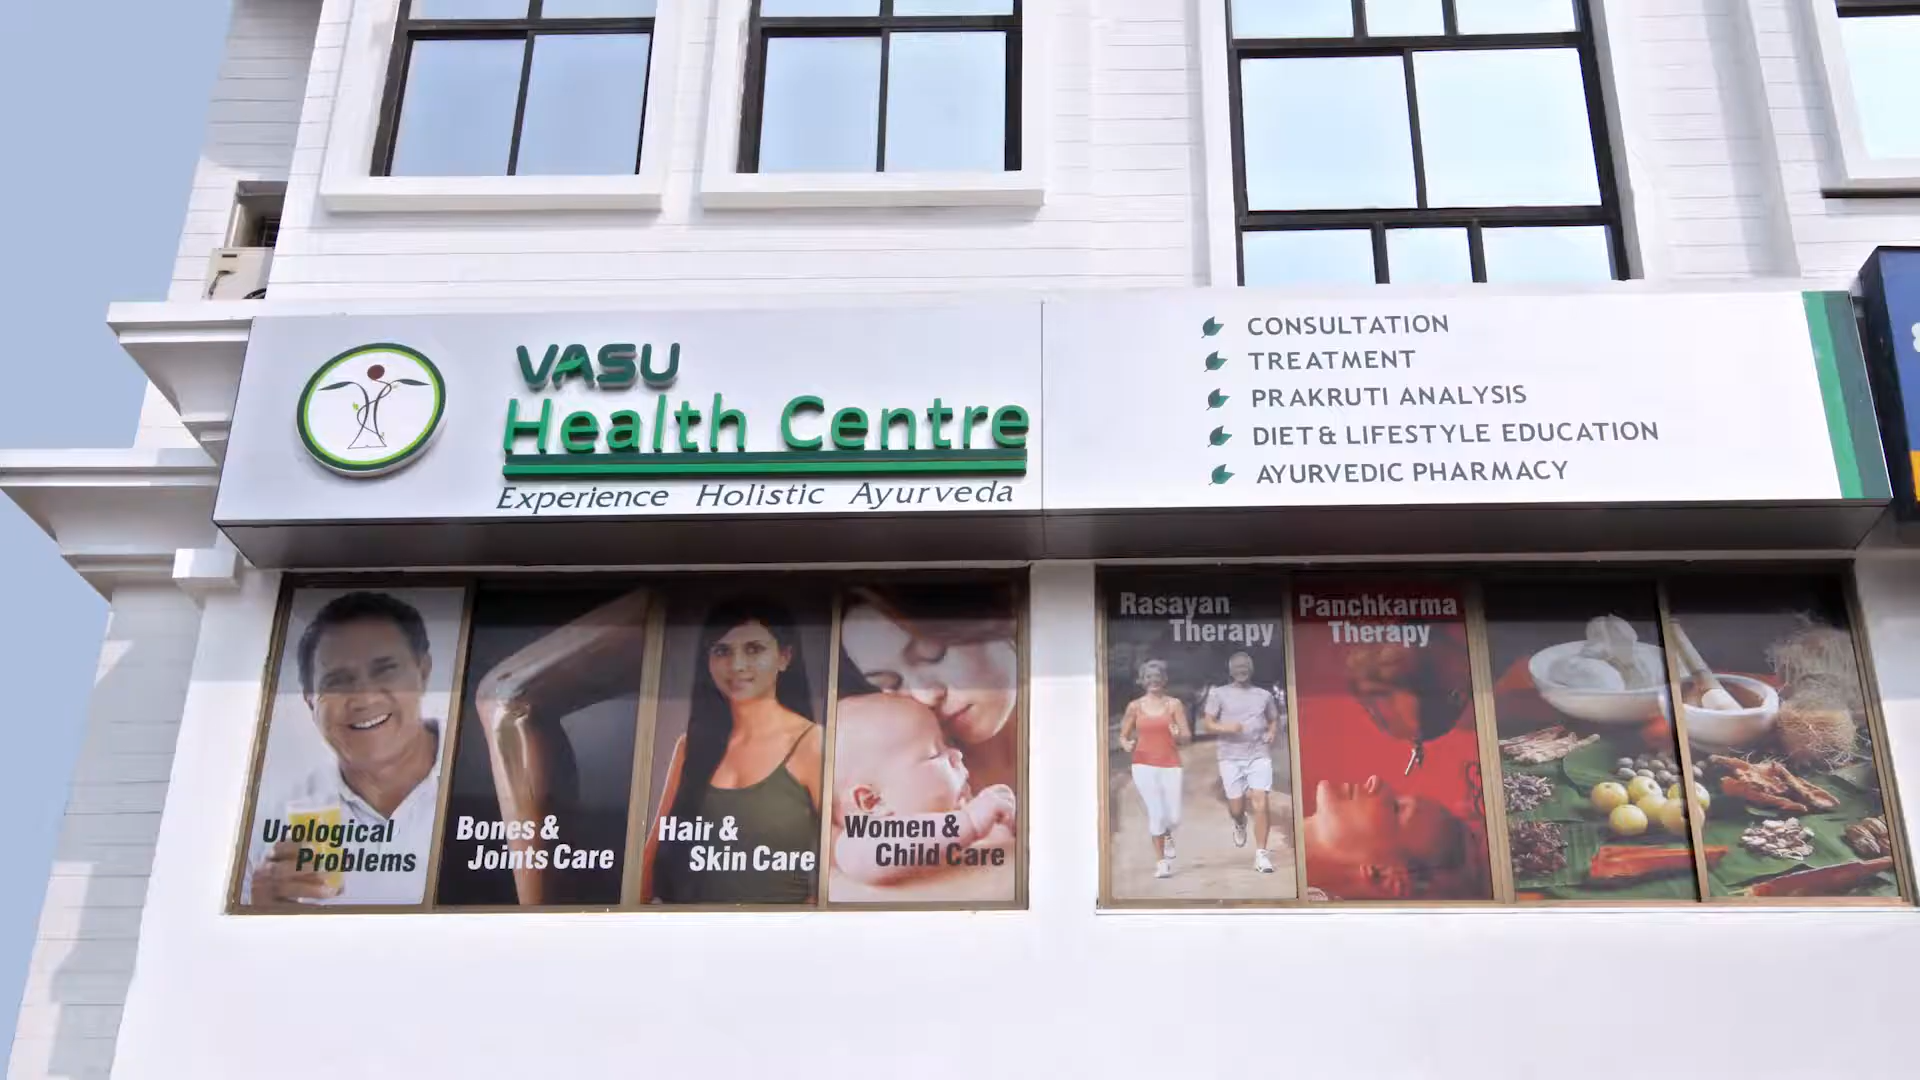 VASU
Health Centre
Experience Holistic Ayurveda
CONSULTATION
TREATMENT
PRAKRUTI ANALYSIS
DIET & LIFESTYLE EDUCATION
AYURVEDIC PHARMACY
Urological
Problems
Bones &
Joints Care
Hair &
Skin Care
Women &
Child Care
Rasayan
Therapy
Panchkarma
Therapy